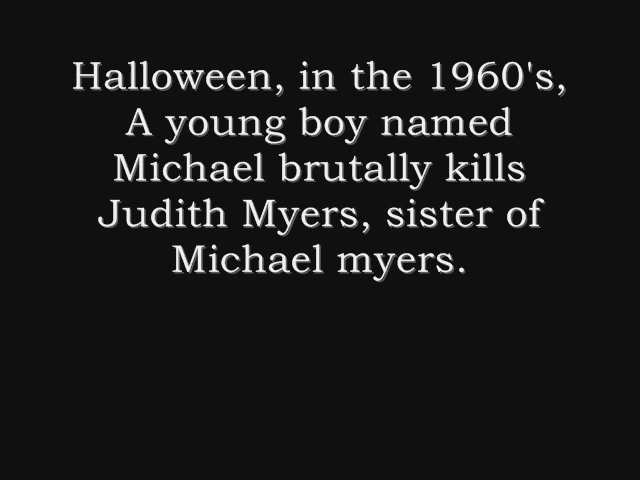 Halloween, in the 1960's,
A young boy named
Michael brutally kills
Judith Myers, sister of
Michael myers.